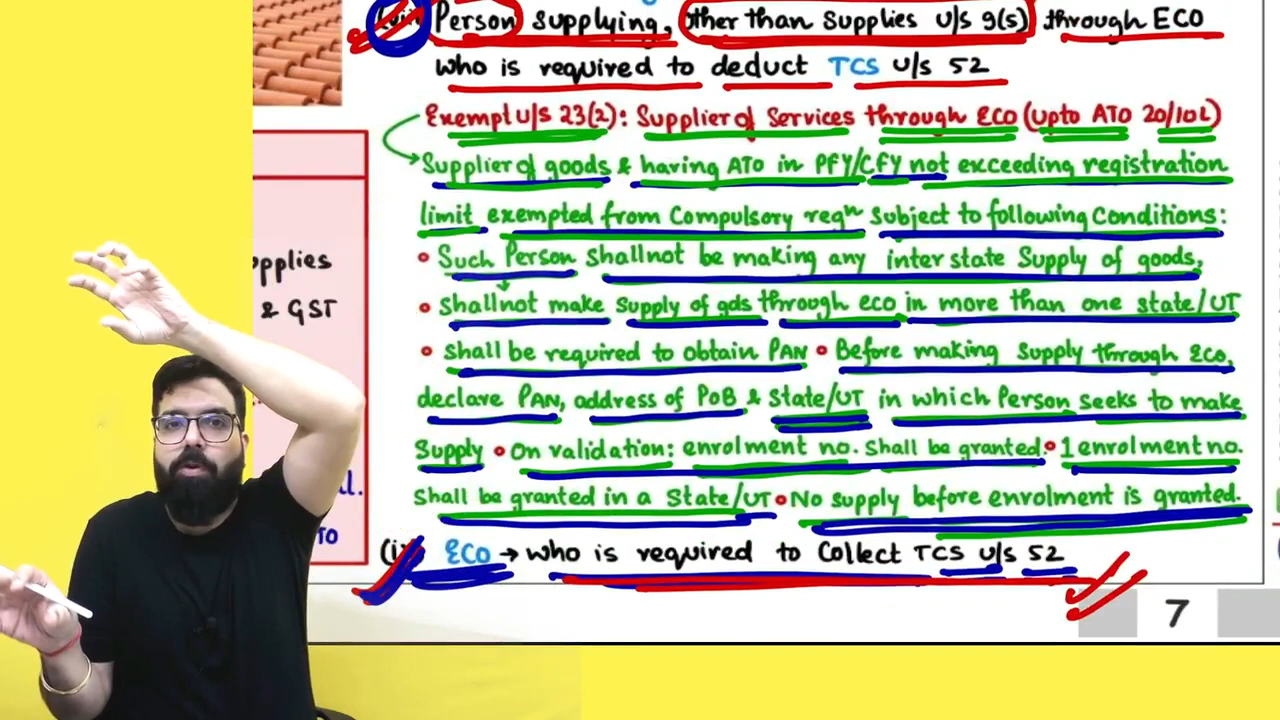 Person supplying, other than supplies u/s 9(5) through ECO
who is required to deduct TCS u/s 52
Exempt u/s 23(2): Supplier of Services through ECO (upto ATO 20/10L)
Supplier of goods & having ATO in PFY/CFY not exceeding registration
limit exempted from Compulsory regn Subject to following Conditions:
• Such Person shall not be making any inter state Supply of goods,
• shall not make supply of gds through eco in more than one state/UT
• shall be required to obtain PAN • Before making supply through ECO,
declare PAN, address of PoB & State/UT in which Person seeks to make
Supply • On validation: enrolment no. shall be granted. • 1 enrolment no.
shall be granted in a State/UT • No supply before enrolment is granted.
ECO → who is required to Collect TCS u/s 52
pplies
& GST
7